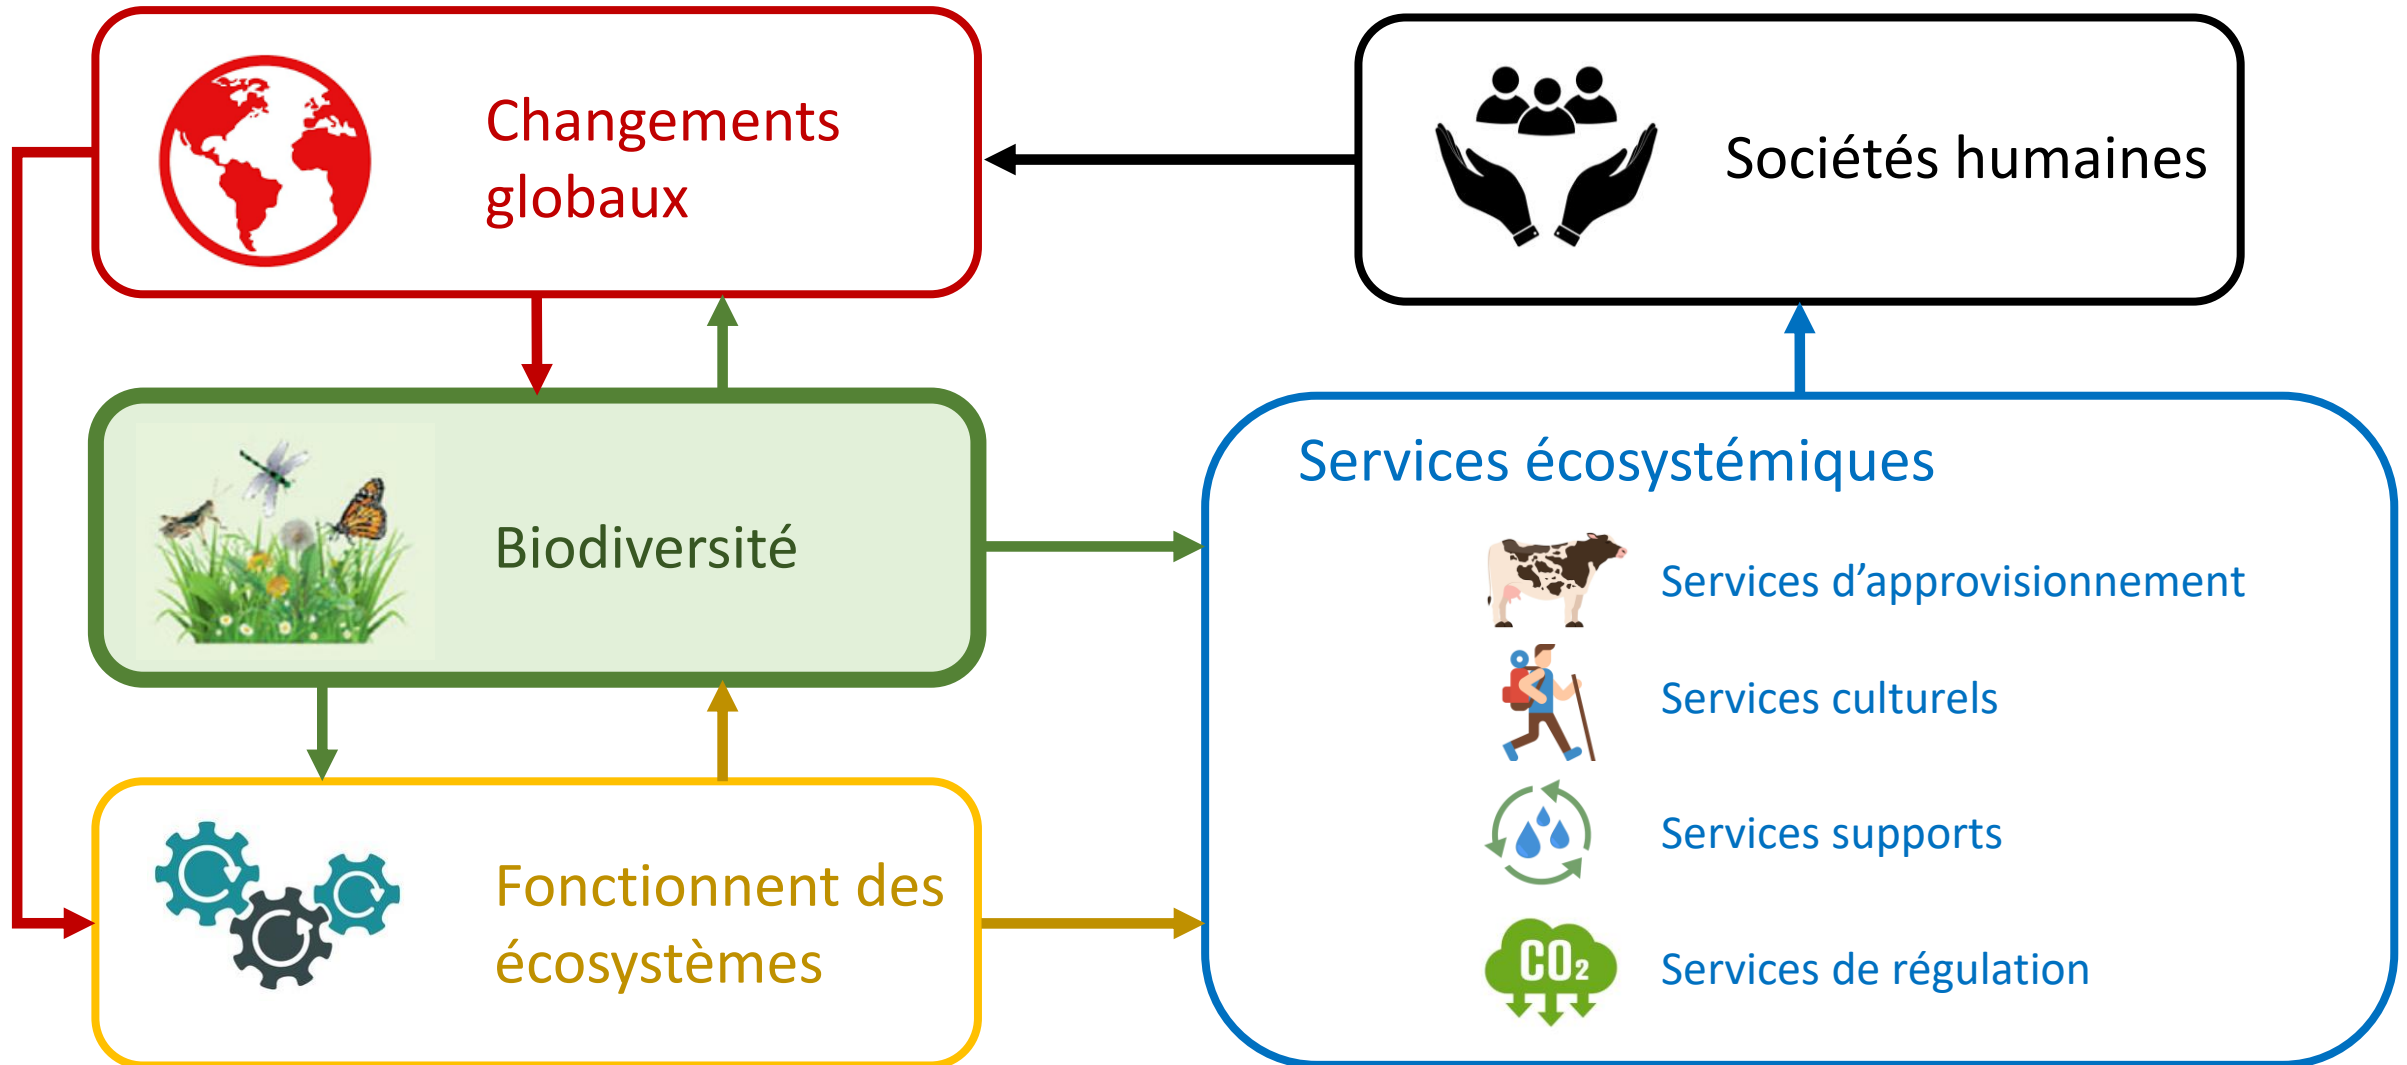 Changements
globaux
Sociétés humaines
Biodiversité
Services écosystémiques
Services d’approvisionnement
Services culturels
Services supports
Services de régulation
CO₂
Fonctionnent des
écosystèmes